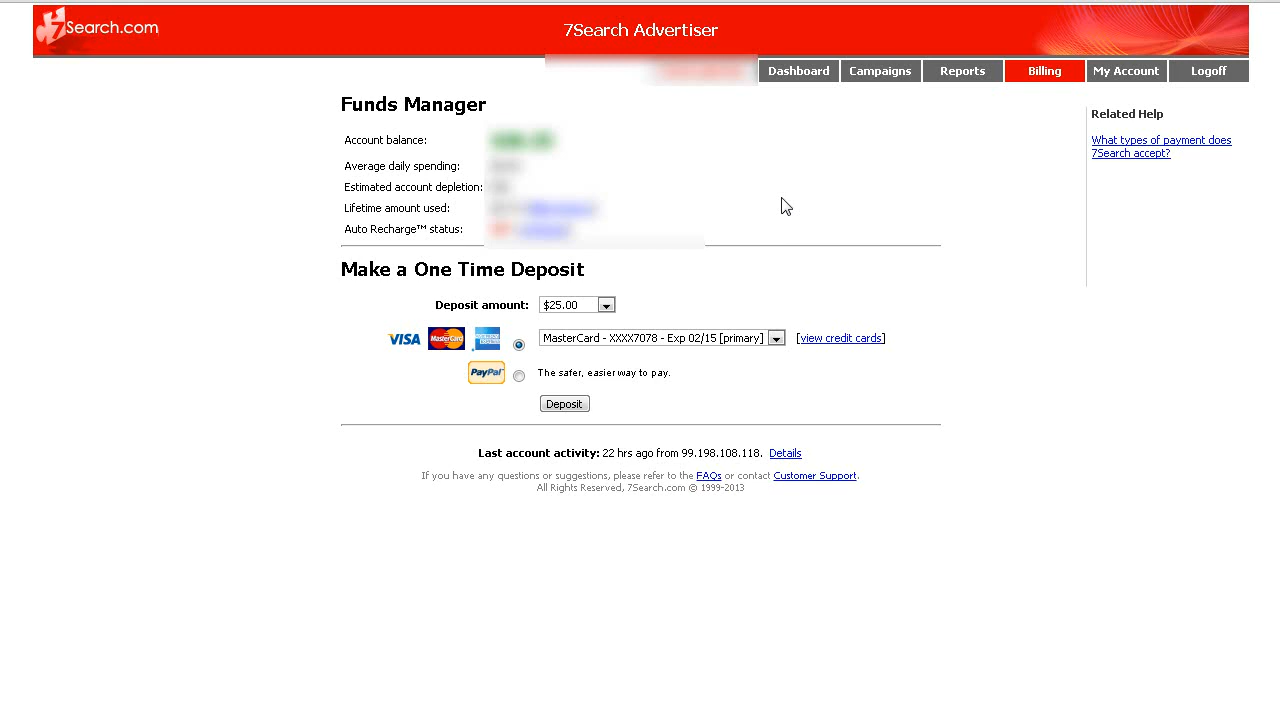 7Search.com
7Search Advertiser
Dashboard Campaigns Reports Billing My Account Logoff
Funds Manager
Related Help
What types of payment does
7Search accept?
Account balance:
Average daily spending:
Estimated account depletion:
Lifetime amount used:
Auto Recharge™ status:
Make a One Time Deposit
Deposit amount: $25.00
VISA MasterCard MasterCard - XXXX7078 - Exp 02/15 [primary] [view credit cards]
PayPal The safer, easier way to pay.
Deposit
Last account activity: 22 hrs ago from 99.198.108.118. Details
If you have any questions or suggestions, please refer to the FAQs or contact Customer Support.
All Rights Reserved, 7Search.com © 1999-2013